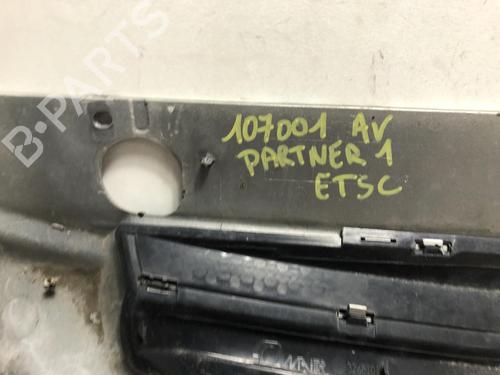 B-PARTS
107001 AV
PARTNER 1
ETSC